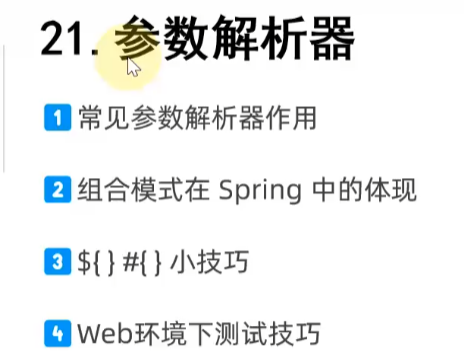 21. 参数解析器
1 常见参数解析器作用
2 组合模式在 Spring 中的体现
3 ${ } #{ } 小技巧
4 Web环境下测试技巧